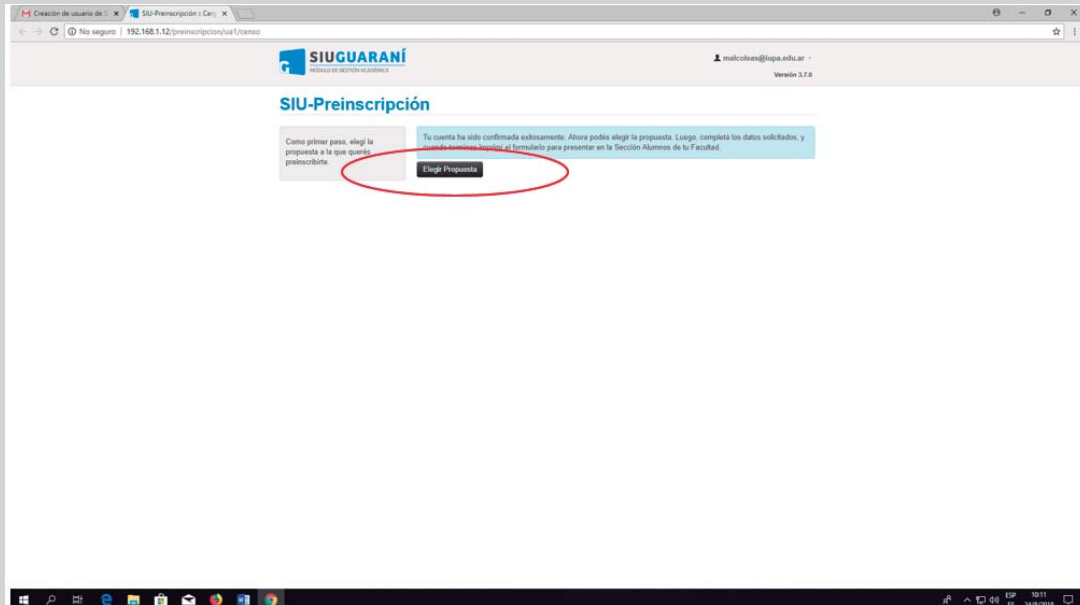 Creación de usuario de S
SIU-Preinscripción :: Carg
No seguro | 192.168.1.12/preinscripcion/ua1/censo
SIUGUARANÍ
MÓDULO DE GESTIÓN ACADÉMICA
malcoleas@iupa.edu.ar
Versión 3.7.0
SIU-Preinscripción
Como primer paso, elegí la
propuesta a la que querés
preinscribirte.
Tu cuenta ha sido confirmada exitosamente. Ahora podés elegir la propuesta. Luego, completá los datos solicitados, y
cuando termines imprimí el formulario para presentar en la Sección Alumnos de tu Facultad.
Elegir Propuesta
ESP
10:11
ES
24/8/2018